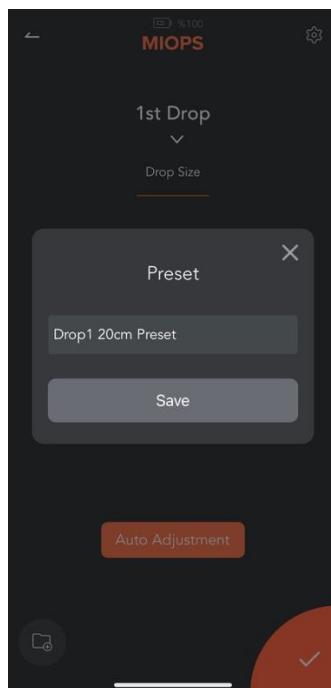 %100
MIOPS
1st Drop
Drop Size
Preset
Drop1 20cm Preset
Save
Auto Adjustment